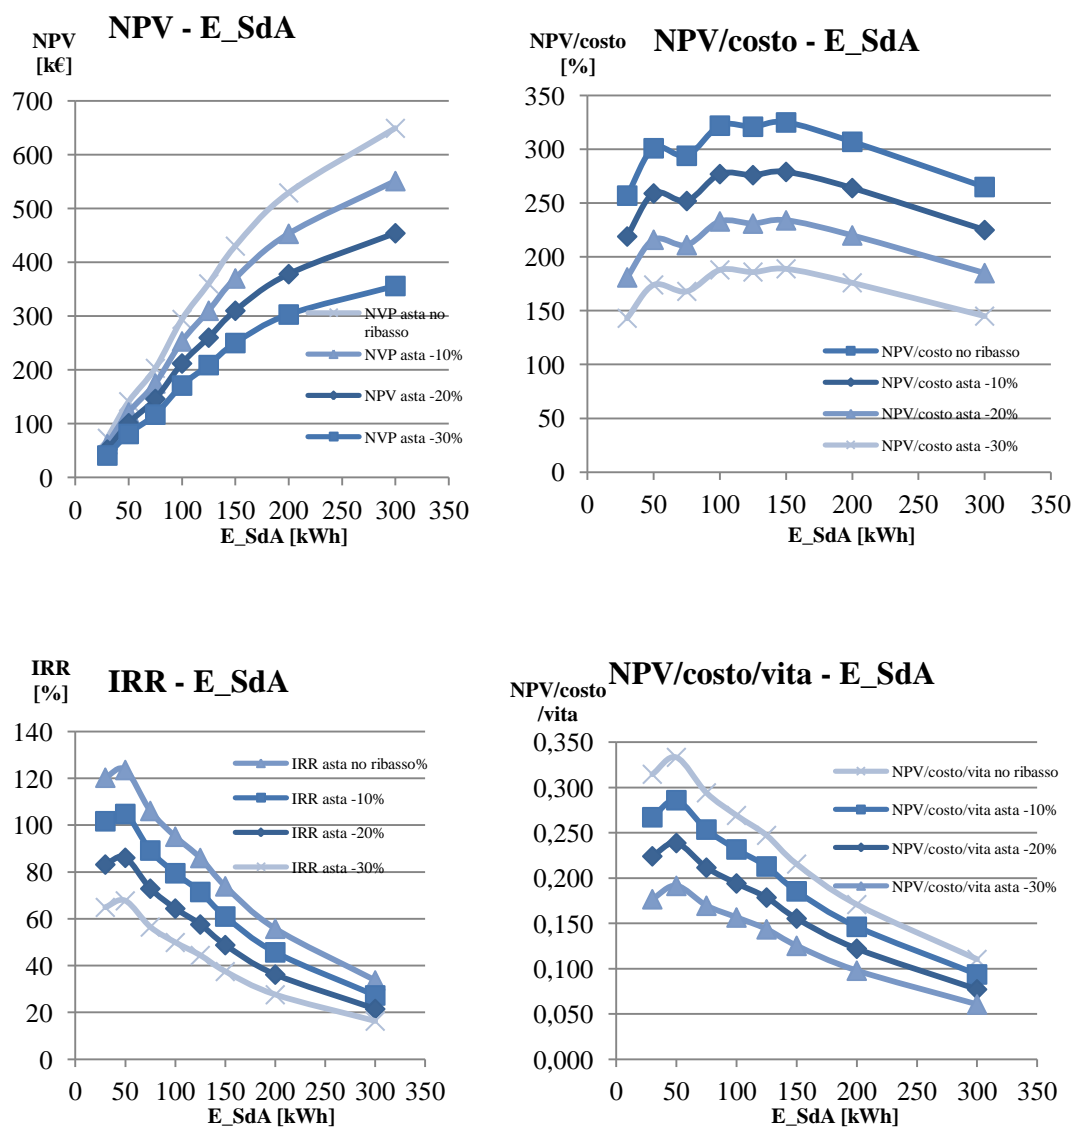 NPV - E_SdA
NPV
[k€]
700
600
500
400
300
200
100
0
0 50 100 150 200 250 300 350
E_SdA [kWh]
NVP asta no
ribasso
NVP asta -10%
NPV asta -20%
NVP asta -30%
NPV/costo - E_SdA
NPV/costo
[%]
350
300
250
200
150
100
50
0
0 50 100 150 200 250 300 350
E_SdA [kWh]
NPV/costo no ribasso
NPV/costo asta -10%
NPV/costo asta -20%
NPV/costo asta -30%
IRR - E_SdA
IRR
[%]
140
120
100
80
60
40
20
0
0 50 100 150 200 250 300 350
E_SdA [kWh]
IRR asta no ribasso%
IRR asta -10%
IRR asta -20%
IRR asta -30%
NPV/costo/vita - E_SdA
NPV/costo
/vita
0,350
0,300
0,250
0,200
0,150
0,100
0,050
0,000
0 50 100 150 200 250 300 350
E_SdA [kWh]
NPV/costo/vita no ribasso
NPV/costo/vita asta -10%
NPV/costo/vita asta -20%
NPV/costo/vita asta -30%